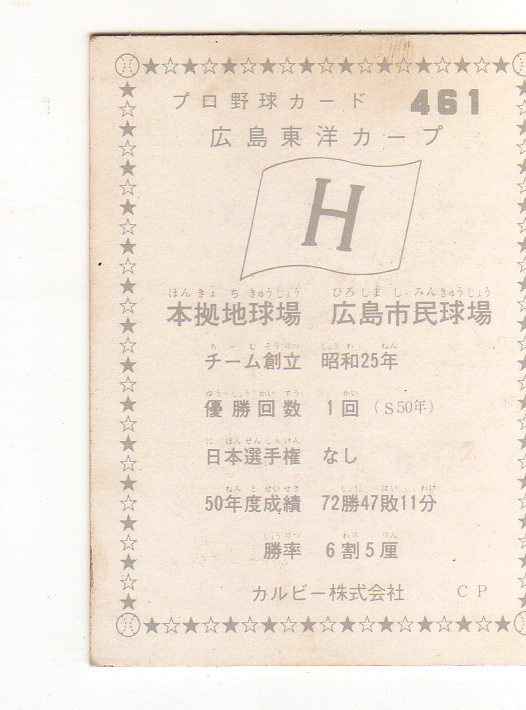 プロ野球カード 461
広島東洋カープ
H
ほんきょちきゅうじょう ひろしましーみんきゅうじょう
本拠地球場 広島市民球場
ちーむそうりつ しょうわ ねん
チーム創立 昭和25年
ゆうーしょうかいすう かい
優勝回数 1回 (S50年)
にほんせんしゅけん
日本選手権 なし
ねんどせいせき しょう はい わけ
50年度成績 72勝47敗11分
しょうりつ わり りん
勝率 6割5厘
カルビー株式会社 CP